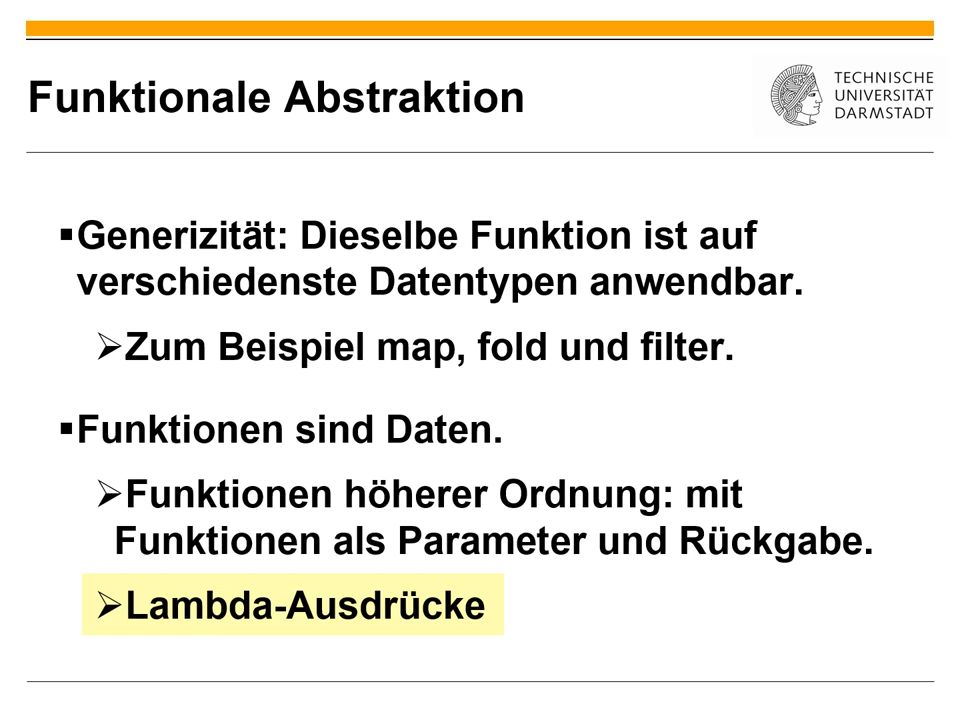 Funktionale Abstraktion
TECHNISCHE
UNIVERSITÄT
DARMSTADT
▪Generizität: Dieselbe Funktion ist auf
verschiedenste Datentypen anwendbar.
➢Zum Beispiel map, fold und filter.
▪Funktionen sind Daten.
➢Funktionen höherer Ordnung: mit
Funktionen als Parameter und Rückgabe.
➢Lambda-Ausdrücke